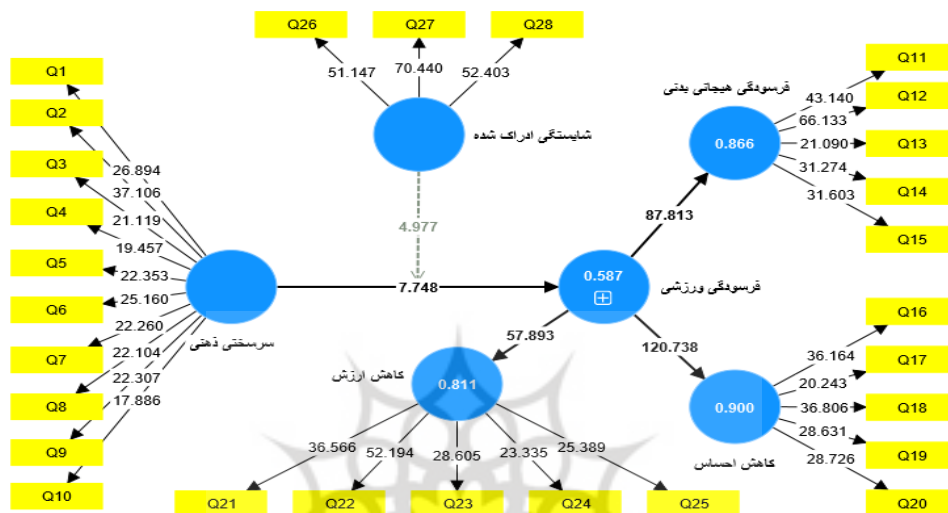 Q26
Q27
Q28
51.147
70.440
52.403
شایستگی ادراک شده
4.977
Q1
Q2
Q3
Q4
Q5
Q6
Q7
Q8
Q9
Q10
26.894
37.106
21.119
19.457
22.353
25.160
22.260
22.104
22.307
17.886
سرسختی ذهنی
7.748
0.587
فرسودگی ورزشی
87.813
57.893
120.738
فرسودگی هیجانی بدنی
0.866
43.140
66.133
21.090
31.274
31.603
Q11
Q12
Q13
Q14
Q15
0.900
کاهش احساس
36.164
20.243
36.806
28.631
28.726
Q16
Q17
Q18
Q19
Q20
کاهش ارزش
0.811
36.566
52.194
28.605
23.335
25.389
Q21
Q22
Q23
Q24
Q25